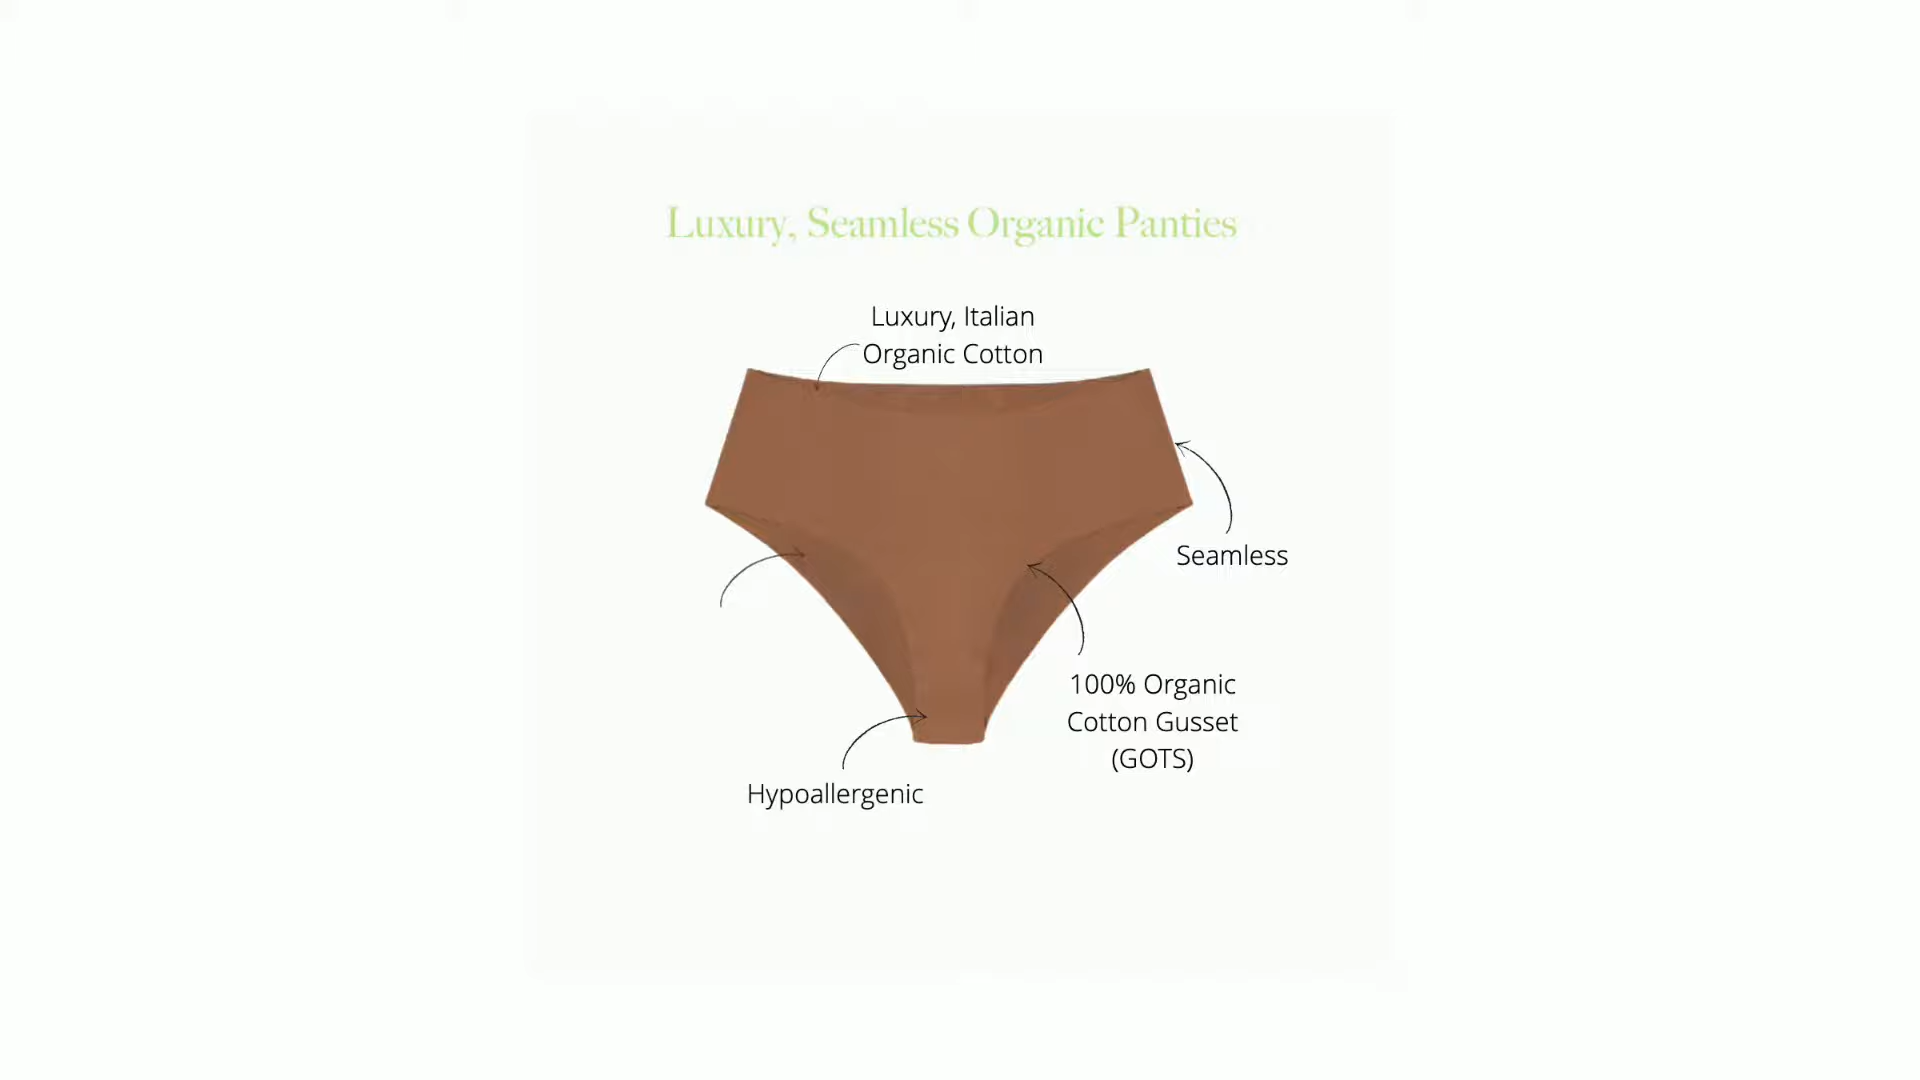 Luxury, Seamless Organic Panties
Luxury, Italian
Organic Cotton
Seamless
100% Organic
Cotton Gusset
(GOTS)
Hypoallergenic